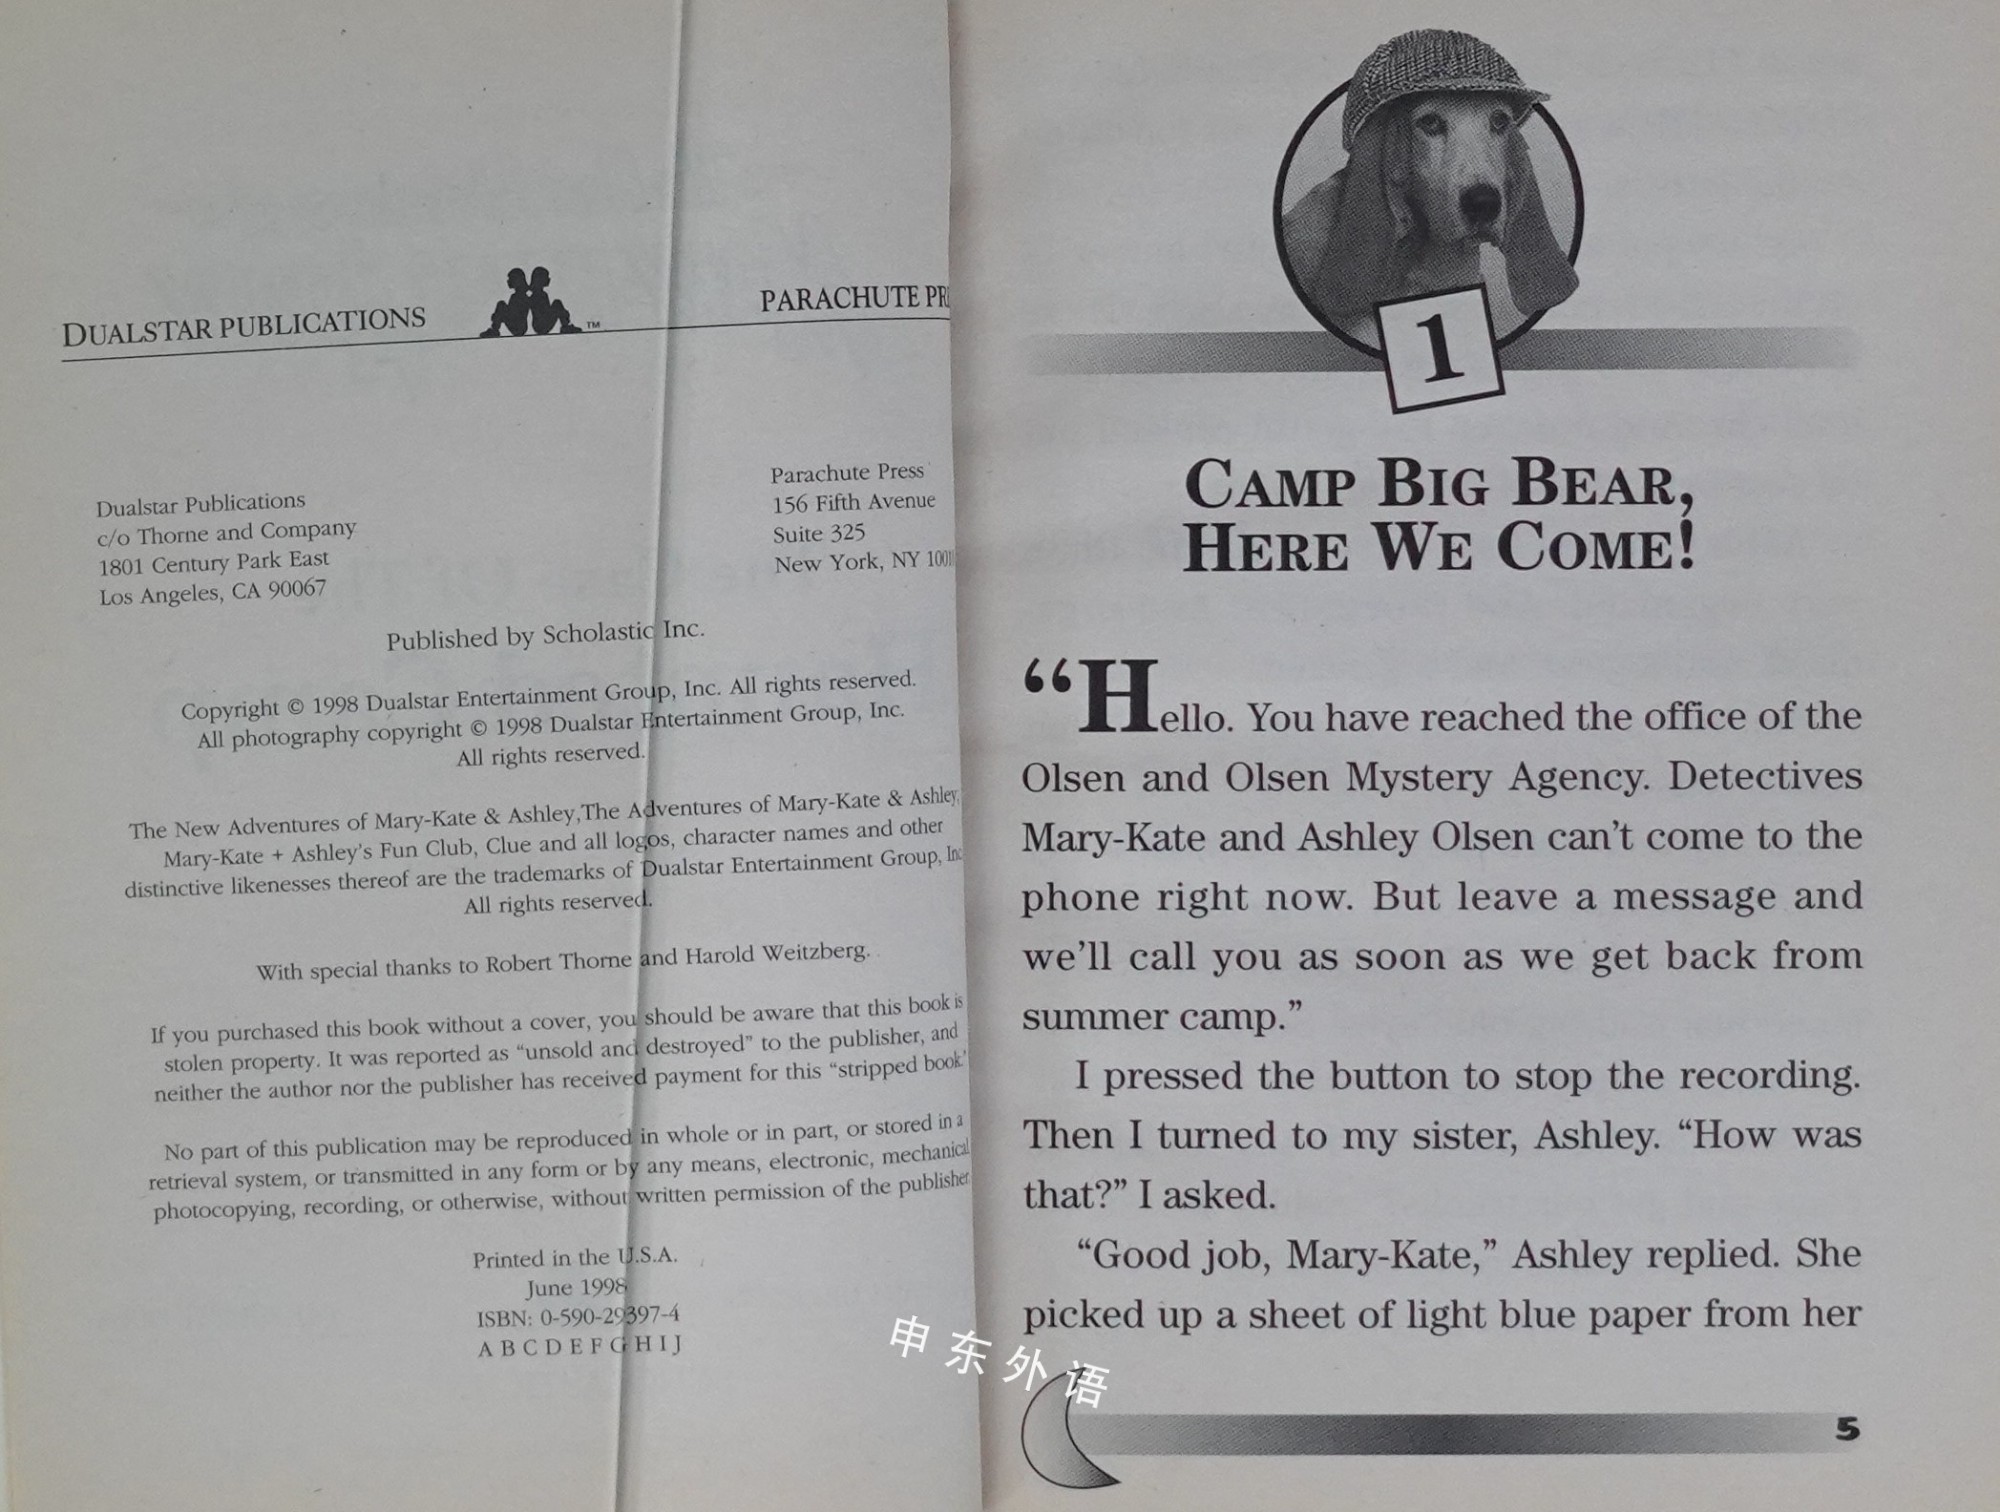 DUALSTAR PUBLICATIONS
TM
PARACHUTE
Dualstar Publications
c/o Thorne and Company
1801 Century Park East
Los Angeles, CA 90067
Parachute Press
156 Fifth Avenue
Suite 325
New York, NY
Published by Scholastic Inc.
Copyright © 1998 Dualstar Entertainment Group, Inc. All rights reserved.
All photography copyright © 1998 Dualstar Entertainment Group, Inc.
All rights reserved.
The New Adventures of Mary-Kate & Ashley,The Adventures of Mary-Kate & Ashley,
Mary-Kate + Ashley's Fun Club, Clue and all logos, character names and other
distinctive likenesses thereof are the trademarks of Dualstar Entertainment Group, Inc
All rights reserved.
With special thanks to Robert Thorne and Harold Weitzberg.
If you purchased this book without a cover, you should be aware that this book is
stolen property. It was reported as “unsold and destroyed” to the publisher, and
neither the author nor the publisher has received payment for this “stripped book.”
No part of this publication may be reproduced in whole or in part, or stored in a
retrieval system, or transmitted in any form or by any means, electronic, mechanical
photocopying, recording, or otherwise, without written permission of the publisher
Printed in the U.S.A.
June 1998
ISBN: 0-590-29397-4
A B C D E F G H I J
1
CAMP BIG BEAR,
HERE WE COME!
“Hello. You have reached the office of the
Olsen and Olsen Mystery Agency. Detectives
Mary-Kate and Ashley Olsen can't come to the
phone right now. But leave a message and
we'll call you as soon as we get back from
summer camp.”
I pressed the button to stop the recording.
Then I turned to my sister, Ashley. “How was
that?” I asked.
“Good job, Mary-Kate,” Ashley replied. She
picked up a sheet of light blue paper from her
申东外语
5